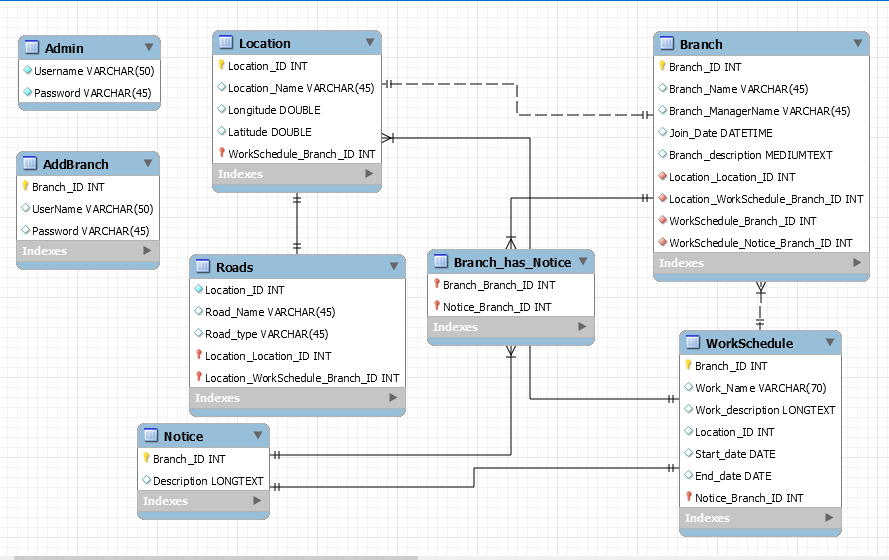 Admin
Username VARCHAR(50)
Password VARCHAR(45)
AddBranch
Branch_ID INT
UserName VARCHAR(50)
Password VARCHAR(45)
Indexes
Location
Location_ID INT
Location_Name VARCHAR(45)
Longitude DOUBLE
Latitude DOUBLE
WorkSchedule_Branch_ID INT
Indexes
Roads
Location_ID INT
Road_Name VARCHAR(45)
Road_type VARCHAR(45)
Location_Location_ID INT
Location_WorkSchedule_Branch_ID INT
Indexes
Notice
Branch_ID INT
Description LONGTEXT
Indexes
Branch_has_Notice
Branch_Branch_ID INT
Notice_Branch_ID INT
Indexes
Branch
Branch_ID INT
Branch_Name VARCHAR(45)
Branch_ManagerName VARCHAR(45)
Join_Date DATETIME
Branch_description MEDIUMTEXT
Location_Location_ID INT
Location_WorkSchedule_Branch_ID INT
WorkSchedule_Branch_ID INT
WorkSchedule_Notice_Branch_ID INT
Indexes
WorkSchedule
Branch_ID INT
Work_Name VARCHAR(70)
Work_description LONGTEXT
Location_ID INT
Start_date DATE
End_date DATE
Notice_Branch_ID INT
Indexes